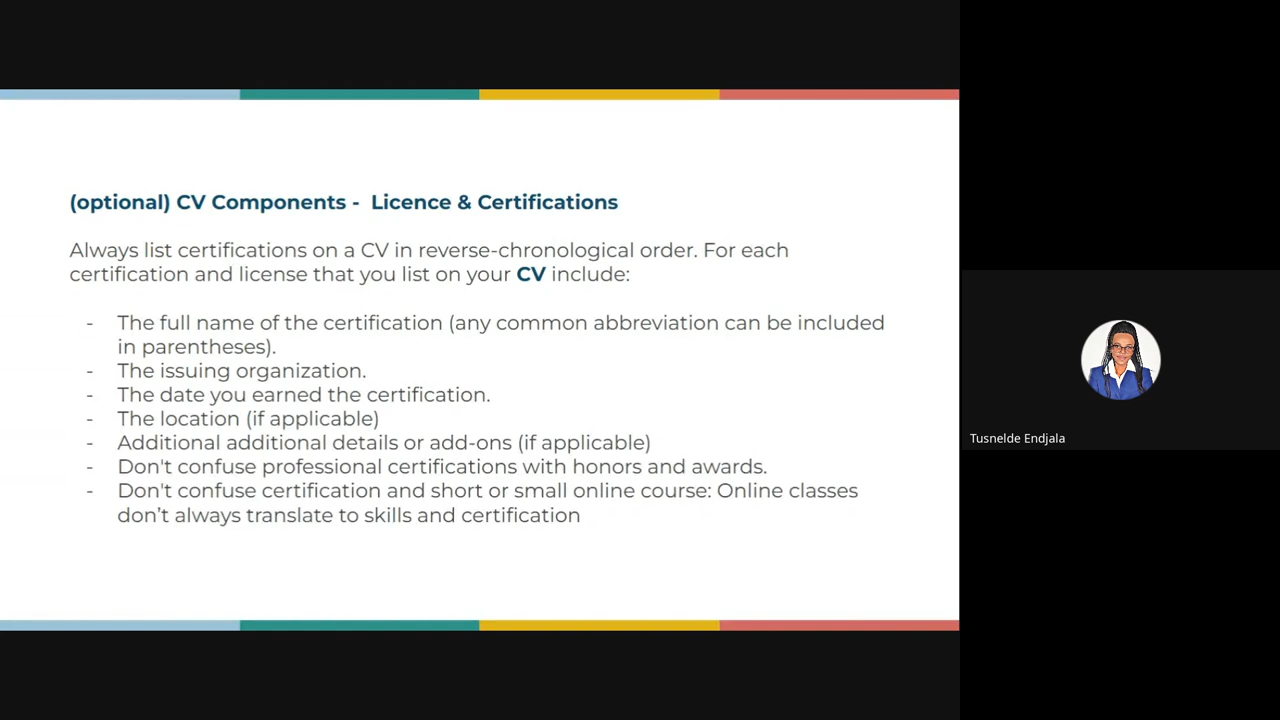 (optional) CV Components -  Licence & Certifications
Always list certifications on a CV in reverse-chronological order. For each
certification and license that you list on your CV include:
- The full name of the certification (any common abbreviation can be included
in parentheses).
- The issuing organization.
- The date you earned the certification.
- The location (if applicable)
- Additional additional details or add-ons (if applicable)
- Don't confuse professional certifications with honors and awards.
- Don't confuse certification and short or small online course: Online classes
don’t always translate to skills and certification
Tusnelde Endjala